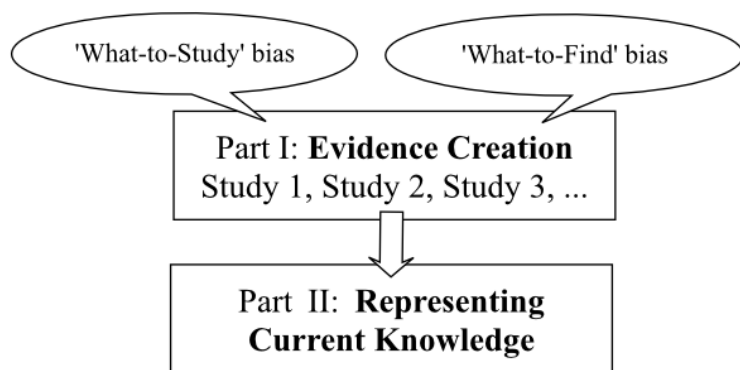 'What-to-Study' bias
'What-to-Find' bias
Part I: Evidence Creation
Study 1, Study 2, Study 3, ...
Part II: Representing
Current Knowledge